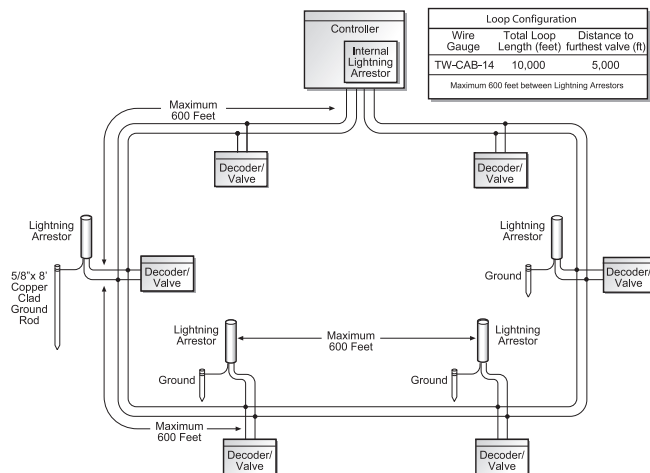 Controller
Internal
Lightning
Arrestor
Loop Configuration
Wire Gauge
Total Loop Length (feet)
Distance to furthest valve (ft)
TW-CAB-14 10,000 5,000
Maximum 600 feet between Lightning Arrestors
Maximum
600 Feet
Decoder/
Valve
Decoder/
Valve
Lightning
Arrestor
5/8"x 8'
Copper
Clad
Ground
Rod
Decoder/
Valve
Lightning
Arrestor
Ground
Decoder/
Valve
Lightning
Arrestor
Maximum
600 Feet
Lightning
Arrestor
Ground
Ground
Maximum
600 Feet
Decoder/
Valve
Decoder/
Valve